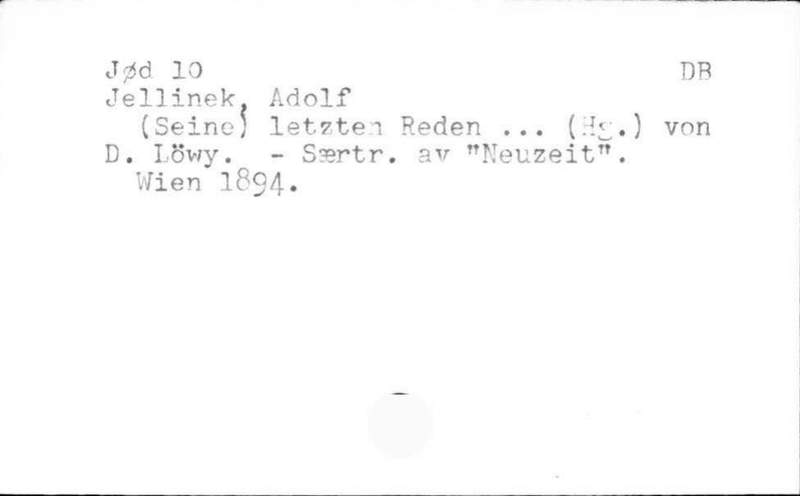 Jød 10 DB
Jellinek, Adolf
(Seine) letzten Reden ... (Hg.) von
D. Löwy. - Særtr. av "Neuzeit".
Wien 1894.